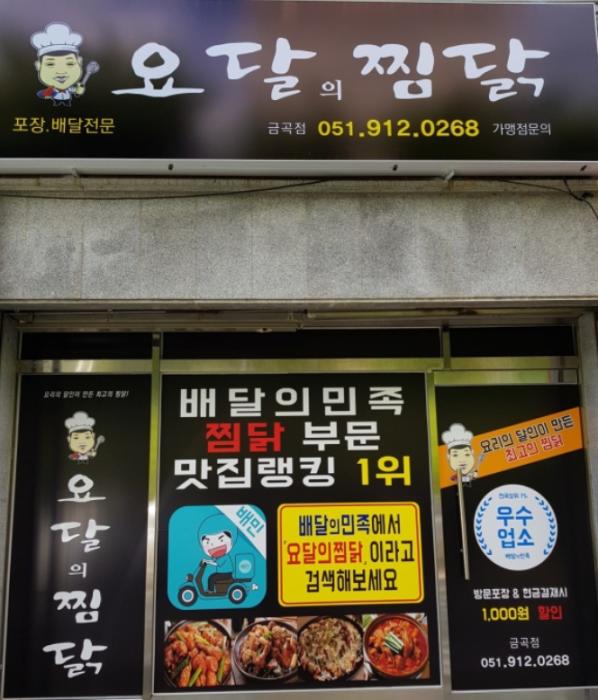 요달의찜닭
포장.배달전문
금곡점 051.912.0268 가맹점문의
요리의 달인이 만든 최고의 찜닭!
요달의찜닭
배달의민족
찜닭 부문
맛집랭킹 1위
배민!
배달의민족에서
'요달의찜닭'이라고
검색해보세요
요리의 달인이 만든
최고의 찜닭
전국상위 1%
우수
업소
배달의민족
방문포장 & 현금결제시
1,000원 할인
금곡점
051.912.0268